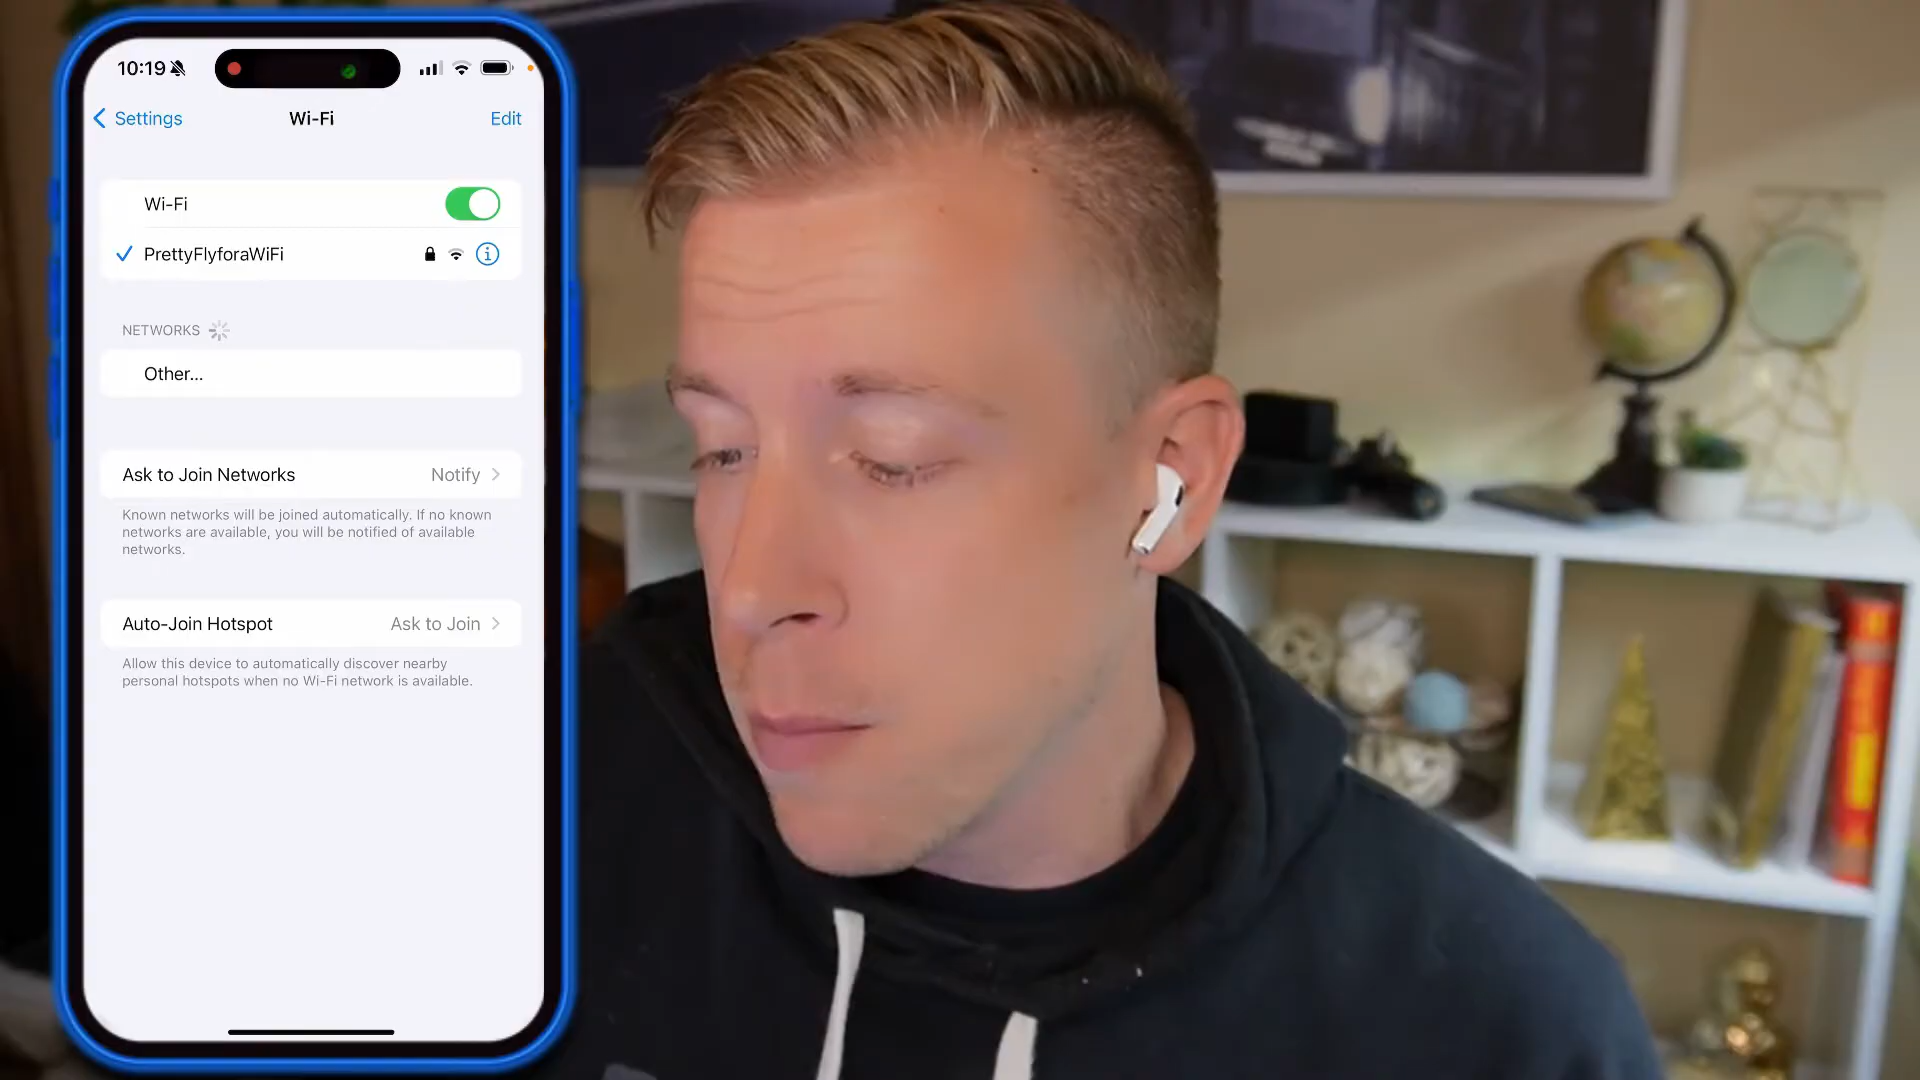 10:19
Settings
Wi-Fi
Edit
Wi-Fi
PrettyFlyforaWiFi
NETWORKS
Other...
Ask to Join Networks
Notify
Known networks will be joined automatically. If no known
networks are available, you will be notified of available
networks.
Auto-Join Hotspot
Ask to Join
Allow this device to automatically discover nearby
personal hotspots when no Wi-Fi network is available.